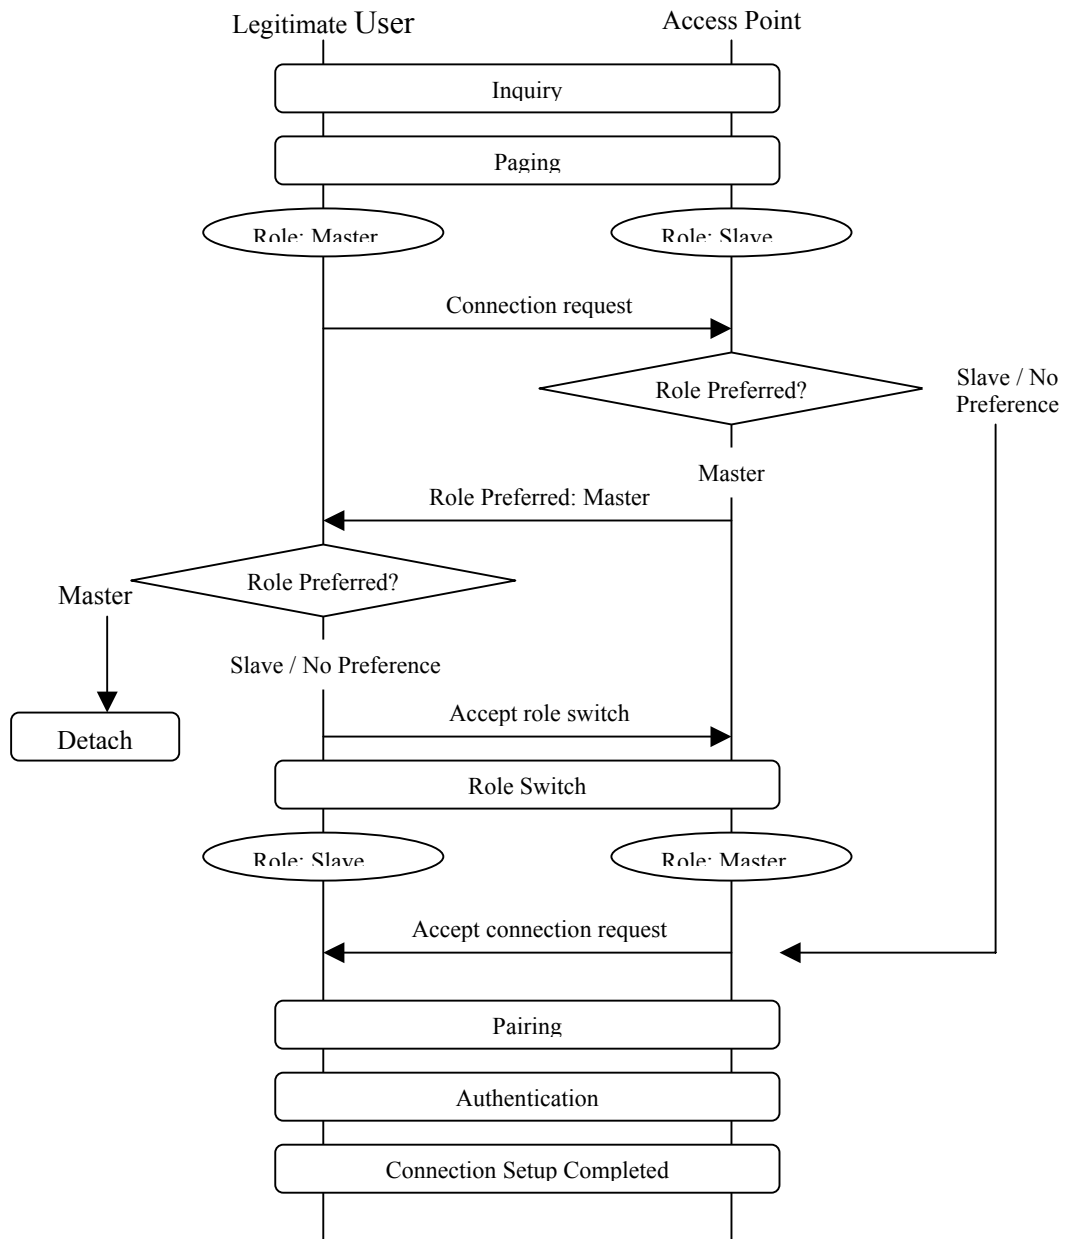 Legitimate User
Access Point
Inquiry
Paging
Role: Master
Role: Slave
Connection request
Role Preferred?
Slave / No
Preference
Master
Role Preferred: Master
Role Preferred?
Master
Slave / No Preference
Accept role switch
Detach
Role Switch
Role: Slave
Role: Master
Accept connection request
Pairing
Authentication
Connection Setup Completed